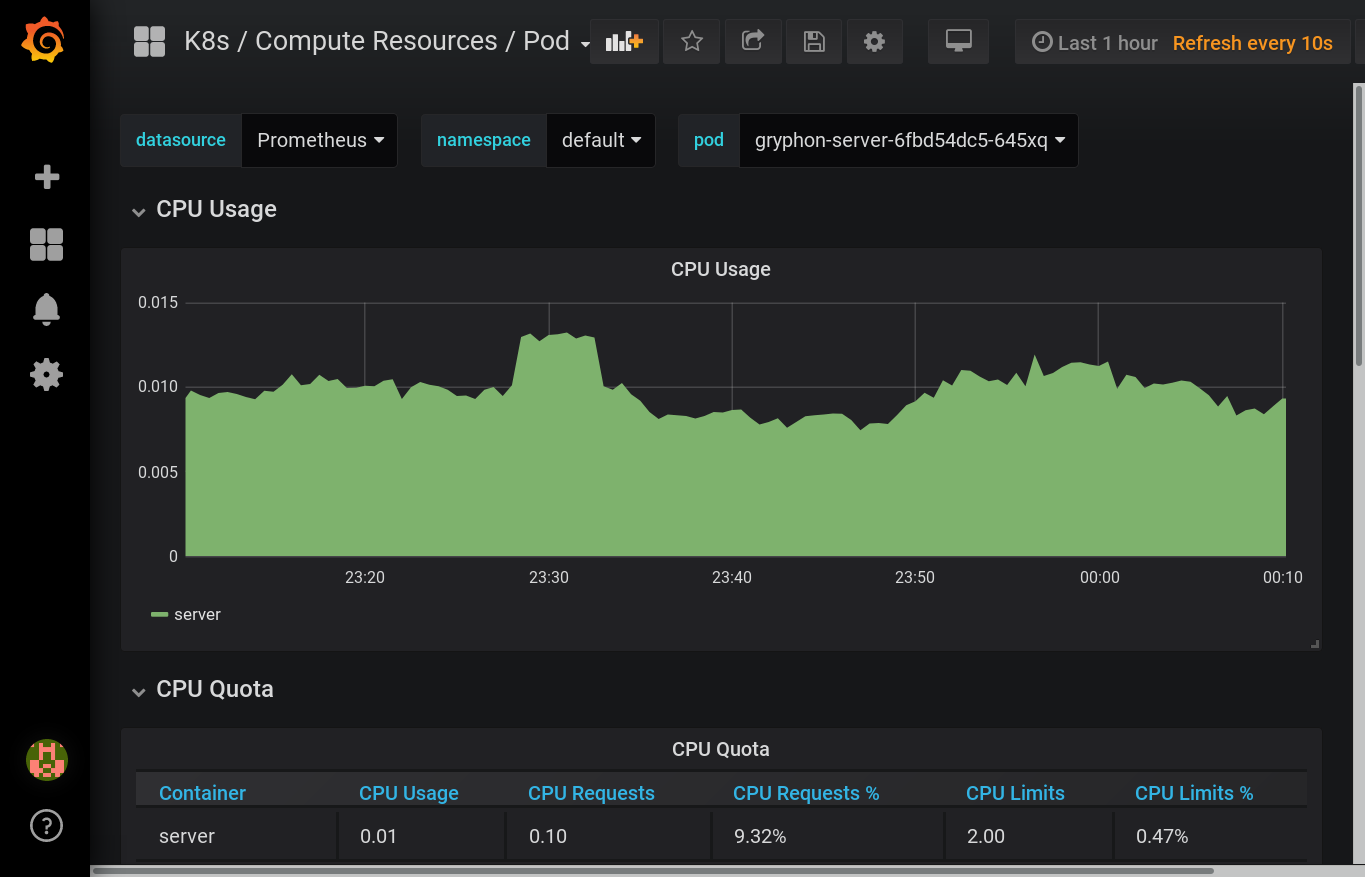 K8s / Compute Resources / Pod
Last 1 hour Refresh every 10s
datasource Prometheus namespace default pod gryphon-server-6fbd54dc5-645xq
CPU Usage
CPU Usage
0.015
0.010
0.005
0
23:20 23:30 23:40 23:50 00:00 00:10
server
CPU Quota
CPU Quota
Container CPU Usage CPU Requests CPU Requests % CPU Limits CPU Limits %
server 0.01 0.10 9.32% 2.00 0.47%
?